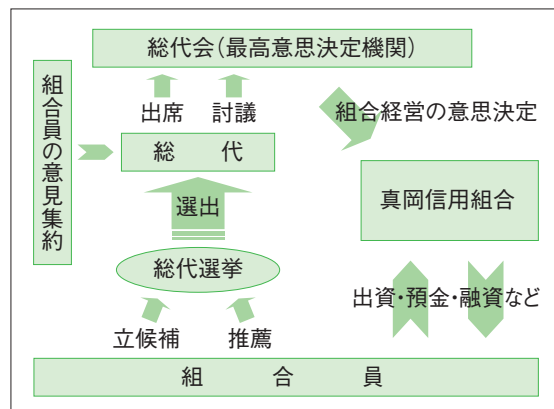 総代会（最高意思決定機関）
出席
討議
組合経営の意思決定
組合員の意見集約
総代
真岡信用組合
選出
総代選挙
出資・預金・融資など
立候補
推薦
組合員